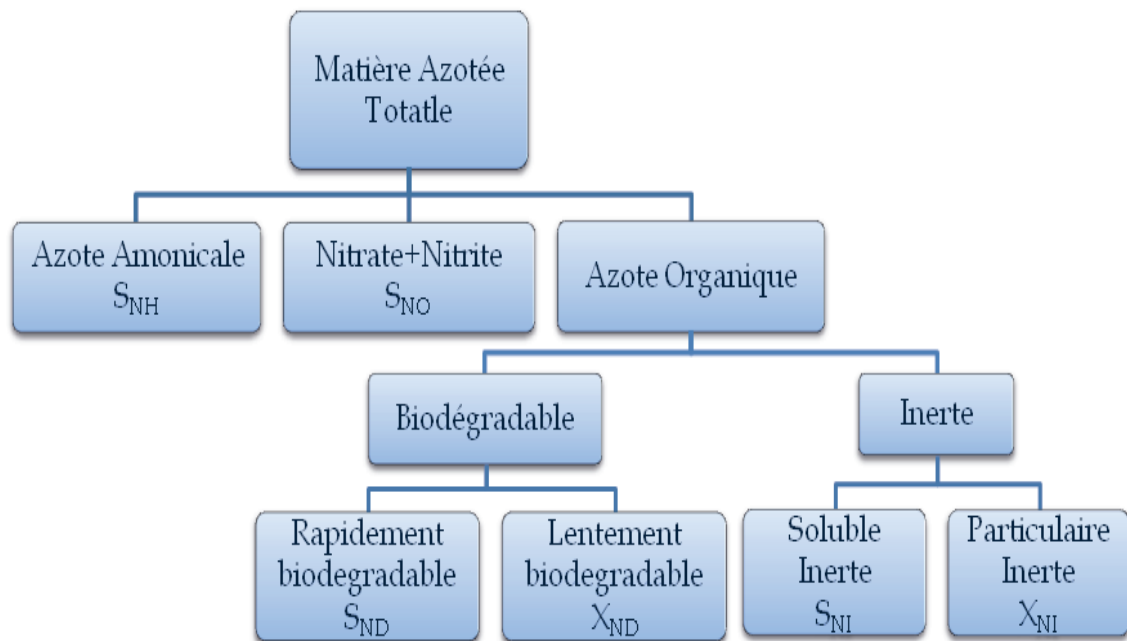 Matière Azotée
Totatle
Azote Amonicale
S_NH
Nitrate+Nitrite
S_NO
Azote Organique
Biodégradable
Inerte
Rapidement
biodegradable
S_ND
Lentement
biodegradable
X_ND
Soluble
Inerte
S_NI
Particulaire
Inerte
X_NI